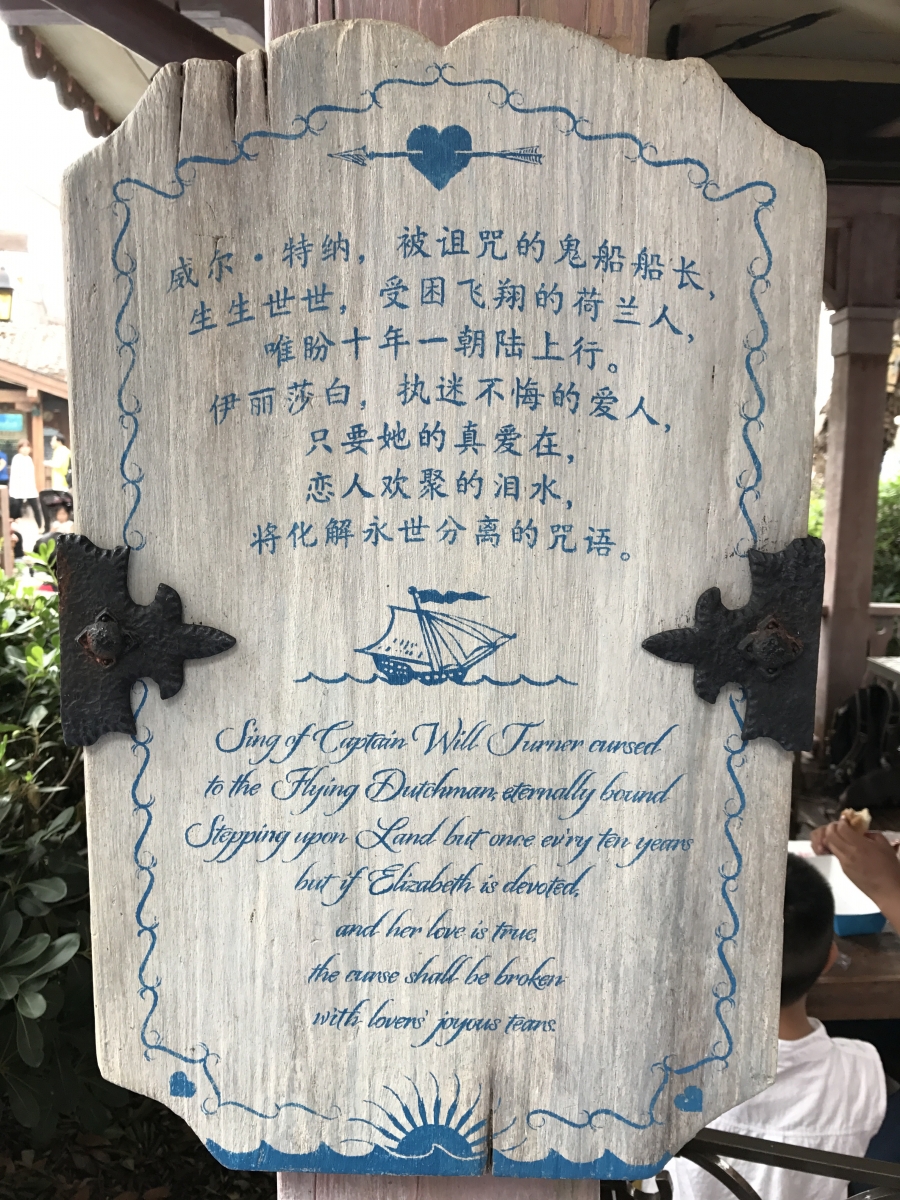 威尔·特纳，被诅咒的鬼船船长，
生生世世，受困飞翔的荷兰人，
唯盼十年一朝陆上行。
伊丽莎白，执迷不悔的爱人，
只要她的真爱在，
恋人欢聚的泪水，
将化解永世分离的咒语。
Sing of Captain Will Turner cursed
to the Flying Dutchman, eternally bound
Stepping upon Land but once ev'ry ten years
but if Elizabeth is devoted,
and her love is true,
the curse shall be broken
with lovers' joyous tears.